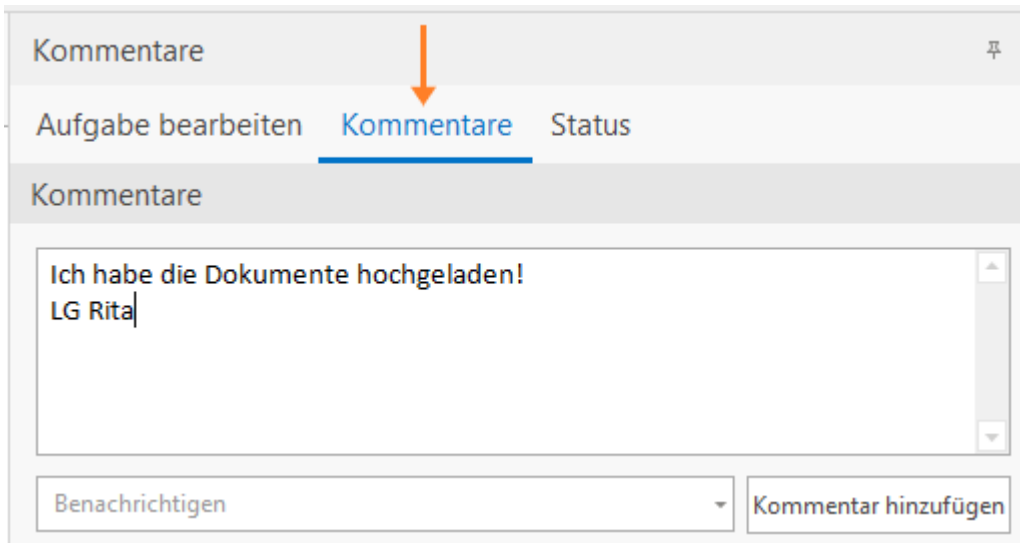 Kommentare
Aufgabe bearbeiten Kommentare Status
Kommentare
Ich habe die Dokumente hochgeladen!
LG Rita
Benachrichtigen Kommentar hinzufügen